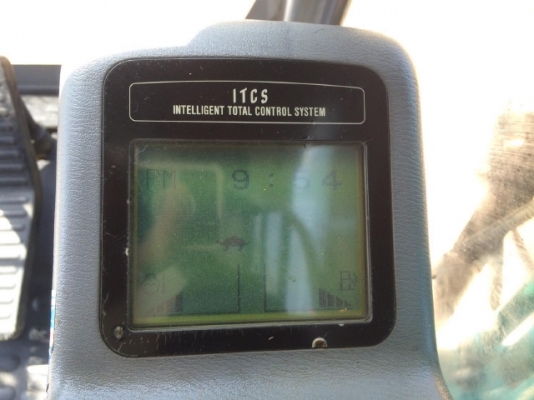 ITCS
INTELLIGENT TOTAL CONTROL SYSTEM
9:54